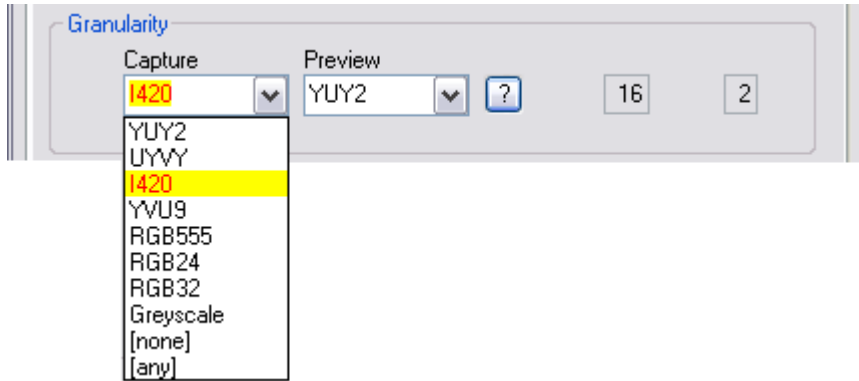 Granularity
Capture Preview
I420 YUY2 ? 16 2
YUY2
UYVY
I420
YVU9
RGB555
RGB24
RGB32
Greyscale
[none]
[any]